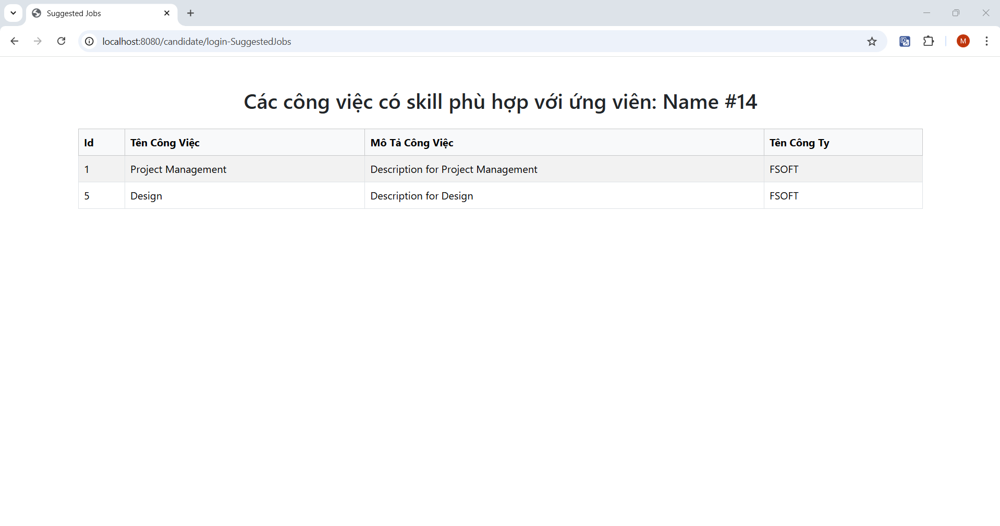 Suggested Jobs
localhost:8080/candidate/login-SuggestedJobs
M
Các công việc có skill phù hợp với ứng viên: Name #14
Id Tên Công Việc Mô Tả Công Việc Tên Công Ty
1 Project Management Description for Project Management FSOFT
5 Design Description for Design FSOFT